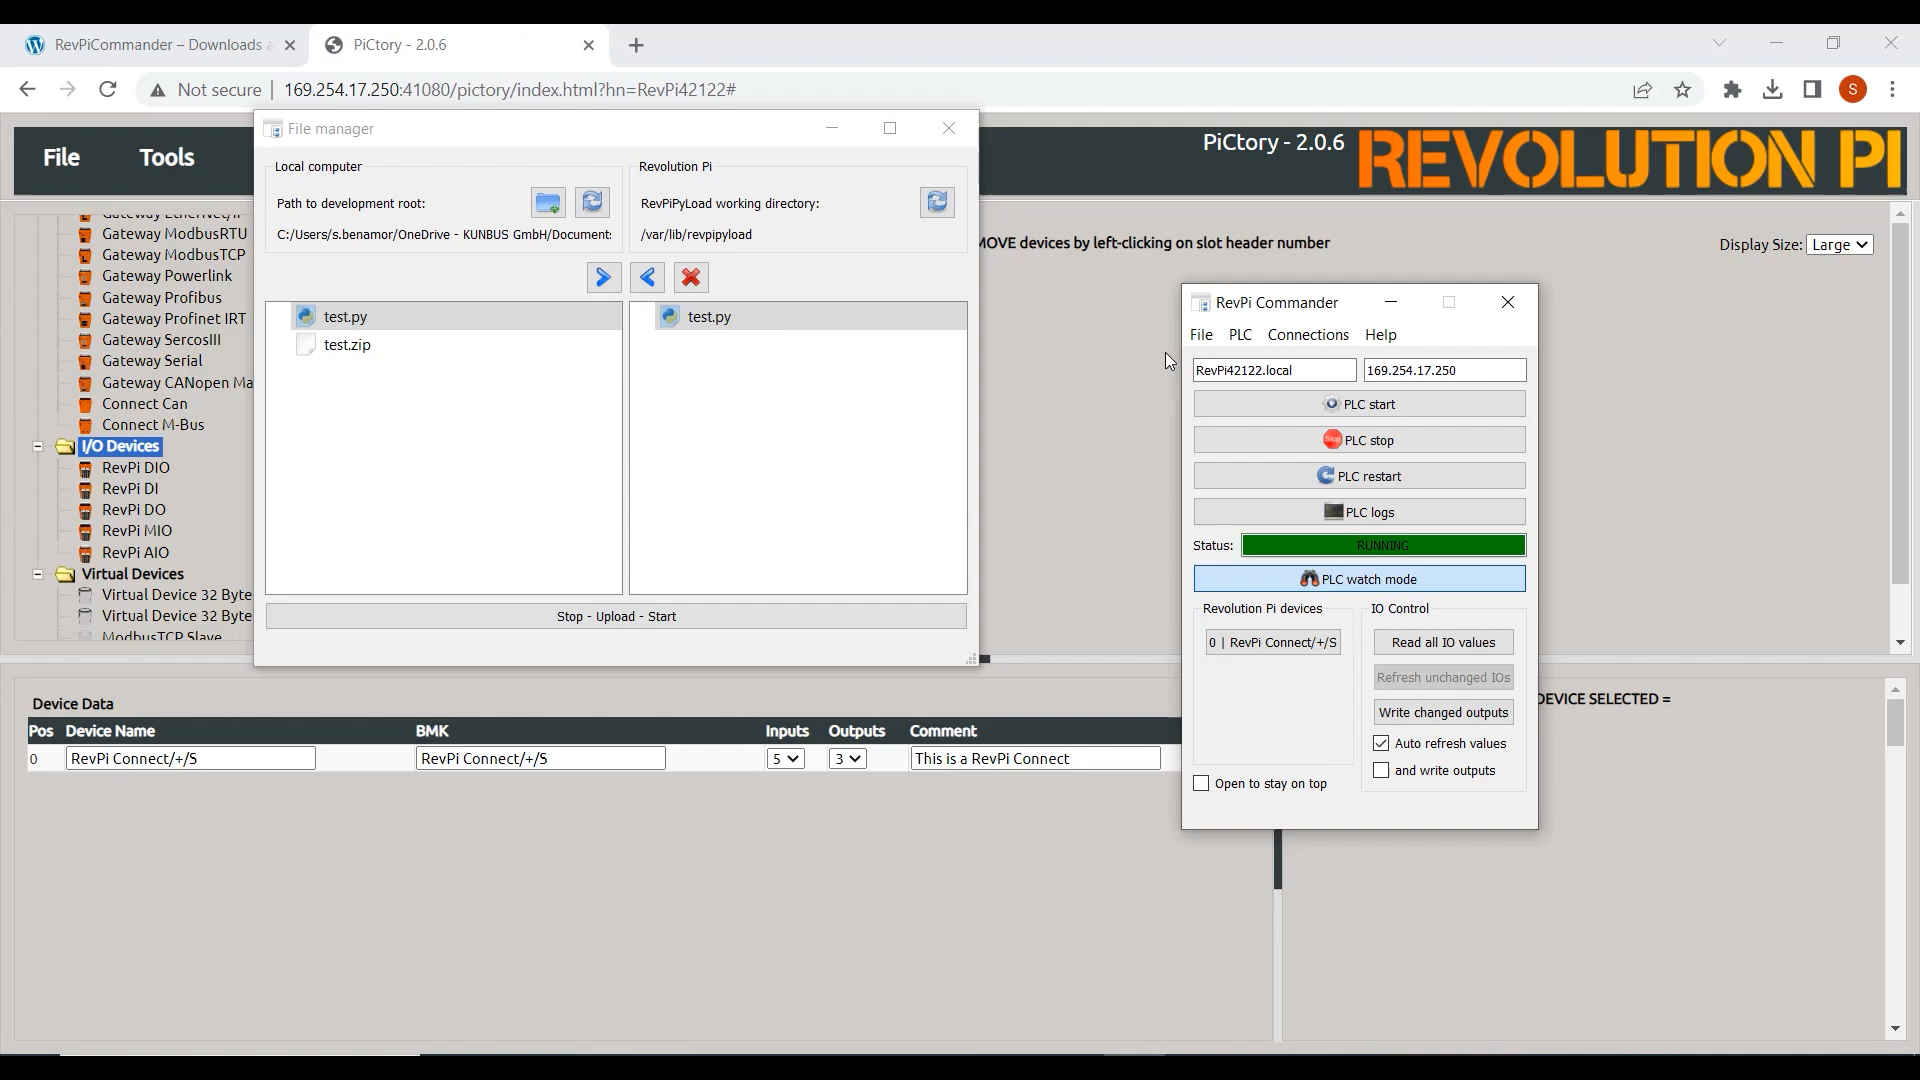 RevPiCommander – Downloads a
PiCtory - 2.0.6
Not secure
169.254.17.250:41080/pictory/index.html?hn=RevPi42122#
S
File
Tools
PiCtory - 2.0.6
REVOLUTION PI
MOVE devices by left-clicking on slot header number
Display Size:
Large
Gateway ModbusRTU
Gateway ModbusTCP
Gateway Powerlink
Gateway Profibus
Gateway Profinet IRT
Gateway SercosIII
Gateway Serial
Gateway CANopen Ma
Connect Can
Connect M-Bus
I/O Devices
RevPi DIO
RevPi DI
RevPi DO
RevPi MIO
RevPi AIO
Virtual Devices
Virtual Device 32 Byte
Virtual Device 32 Byte
ModbusTCP Slave
File manager
Local computer
Path to development root:
C:/Users/s.benamor/OneDrive - KUNBUS GmbH/Documents
Revolution Pi
RevPiPyLoad working directory:
/var/lib/revpipyload
test.py
test.zip
test.py
Stop - Upload - Start
RevPi Commander
File
PLC
Connections
Help
RevPi42122.local
169.254.17.250
PLC start
Stop
PLC stop
PLC restart
PLC logs
Status:
RUNNING
PLC watch mode
Revolution Pi devices
0 | RevPi Connect/+/S
Open to stay on top
IO Control
Read all IO values
Refresh unchanged IOs
Write changed outputs
Auto refresh values
and write outputs
DEVICE SELECTED =
Device Data
Pos Device Name BMK Inputs Outputs Comment
0 RevPi Connect/+/S RevPi Connect/+/S 5 3 This is a RevPi Connect